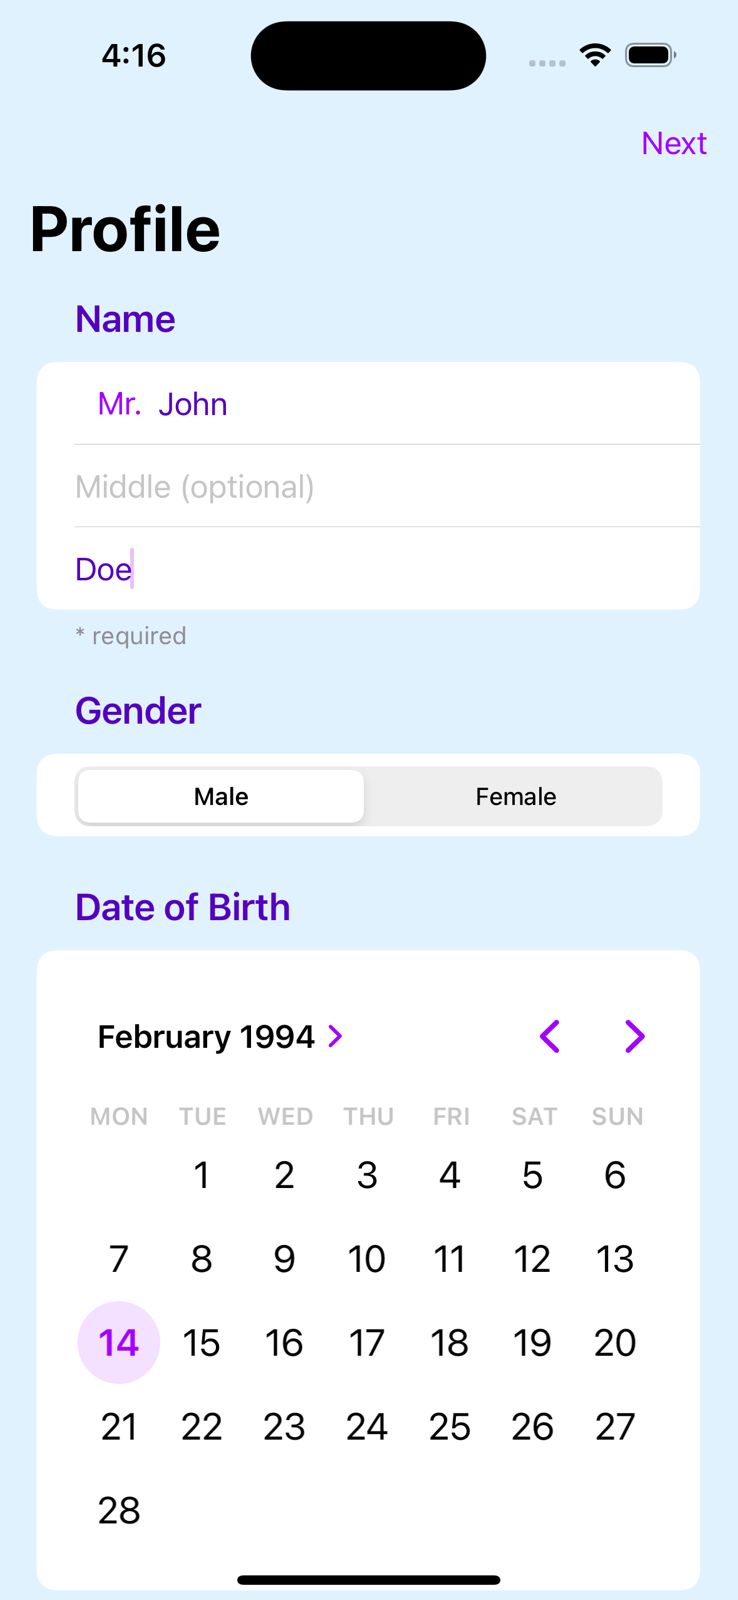 4:16
Next
Profile
Name
Mr. John
Middle (optional)
Doe
* required
Gender
Male Female
Date of Birth
February 1994
MON TUE WED THU FRI SAT SUN
1 2 3 4 5 6
7 8 9 10 11 12 13
14 15 16 17 18 19 20
21 22 23 24 25 26 27
28